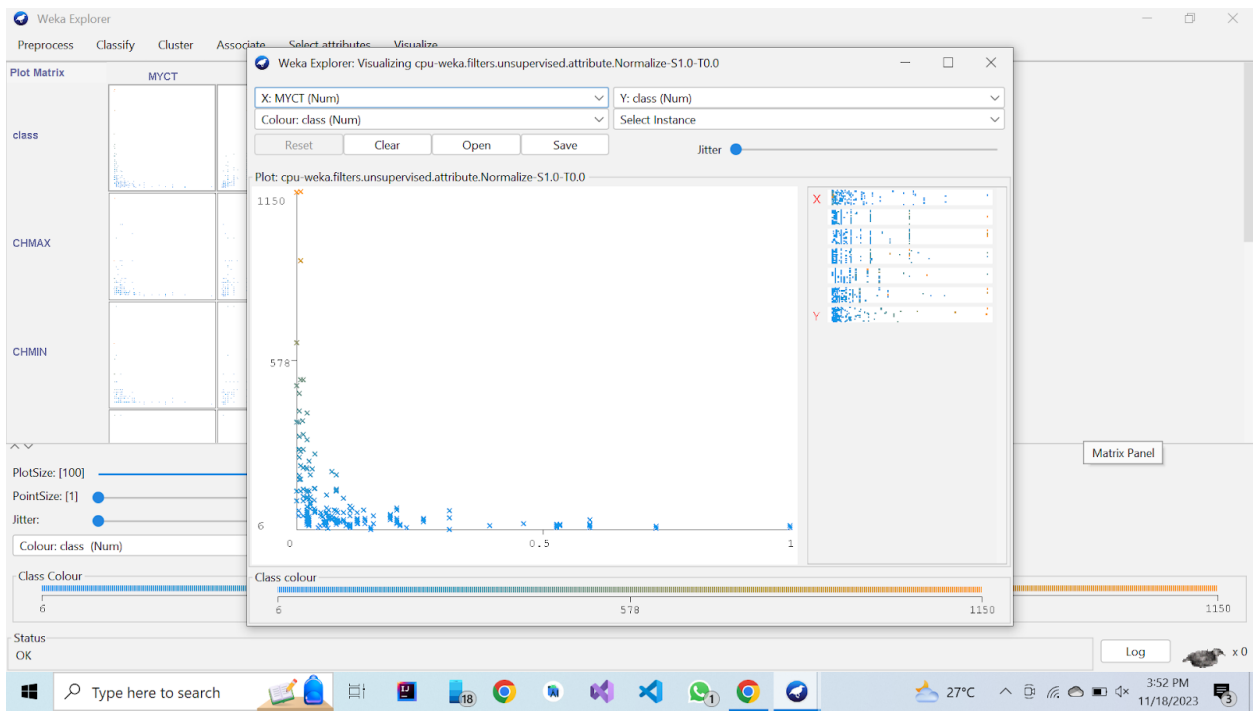 Weka Explorer
Preprocess Classify Cluster Associate Select attributes Visualize
Plot Matrix MYCT
class
CHMAX
CHMIN
PlotSize: [100]
PointSize: [1]
Jitter:
Colour: class (Num)
Class Colour
6 1150
Weka Explorer: Visualizing cpu-weka.filters.unsupervised.attribute.Normalize-S1.0-T0.0
X: MYCT (Num) Y: class (Num)
Colour: class (Num) Select Instance
Reset Clear Open Save Jitter
Plot: cpu-weka.filters.unsupervised.attribute.Normalize-S1.0-T0.0
1150
578
6
0 0.5 1
X
Y
Class colour
6 578 1150
Matrix Panel
Status
OK
Log x 0
Type here to search 18 1 27°C 3:52 PM
11/18/2023 3